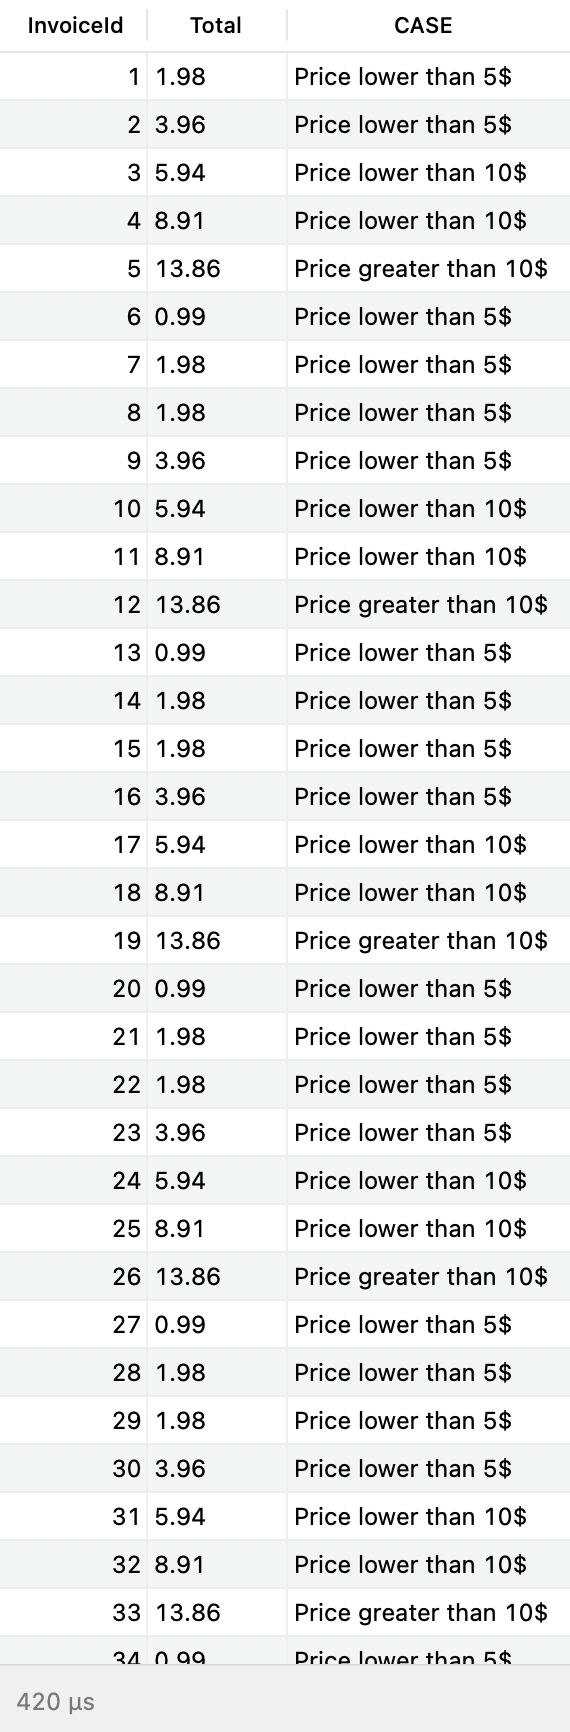 InvoiceId Total CASE
1 1.98 Price lower than 5$
2 3.96 Price lower than 5$
3 5.94 Price lower than 10$
4 8.91 Price lower than 10$
5 13.86 Price greater than 10$
6 0.99 Price lower than 5$
7 1.98 Price lower than 5$
8 1.98 Price lower than 5$
9 3.96 Price lower than 5$
10 5.94 Price lower than 10$
11 8.91 Price lower than 10$
12 13.86 Price greater than 10$
13 0.99 Price lower than 5$
14 1.98 Price lower than 5$
15 1.98 Price lower than 5$
16 3.96 Price lower than 5$
17 5.94 Price lower than 10$
18 8.91 Price lower than 10$
19 13.86 Price greater than 10$
20 0.99 Price lower than 5$
21 1.98 Price lower than 5$
22 1.98 Price lower than 5$
23 3.96 Price lower than 5$
24 5.94 Price lower than 10$
25 8.91 Price lower than 10$
26 13.86 Price greater than 10$
27 0.99 Price lower than 5$
28 1.98 Price lower than 5$
29 1.98 Price lower than 5$
30 3.96 Price lower than 5$
31 5.94 Price lower than 10$
32 8.91 Price lower than 10$
33 13.86 Price greater than 10$
34 0.99 Price lower than 5$
420 µs